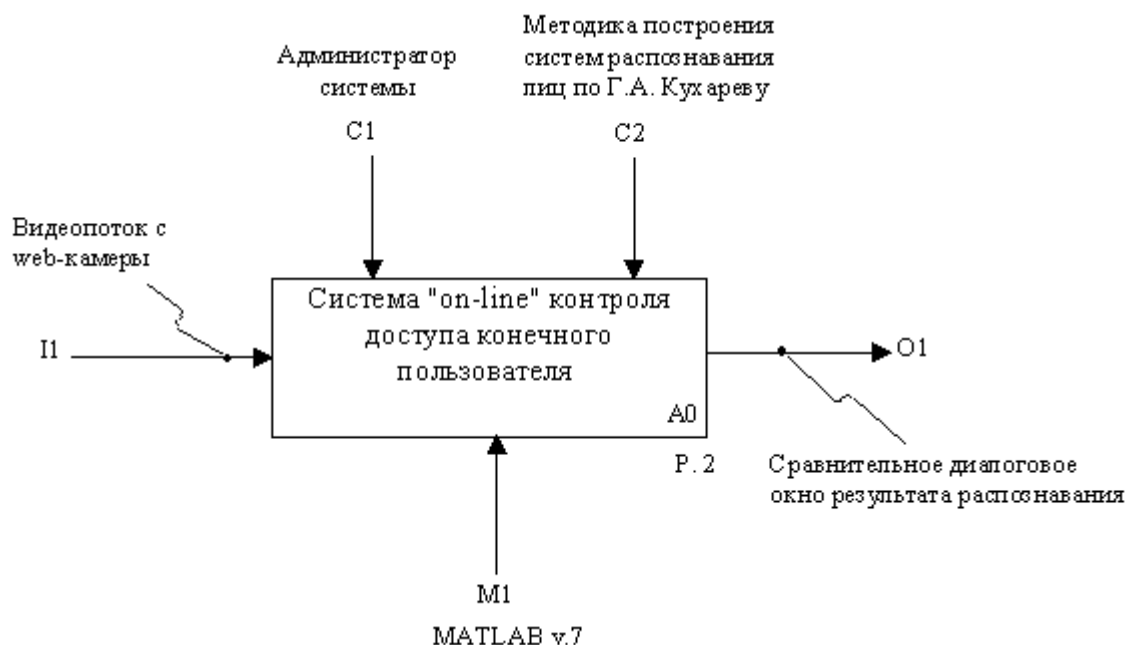 Администратор
системы
C1
Методика построения
систем распознавания
лиц по Г.А. Кухареву
C2
Видеопоток с
web-камеры
I1
Система "on-line" контроля
доступа конечного
пользователя
A0
P. 2
O1
Сравнительное диалоговое
окно результата распознавания
M1
MATLAB v.7